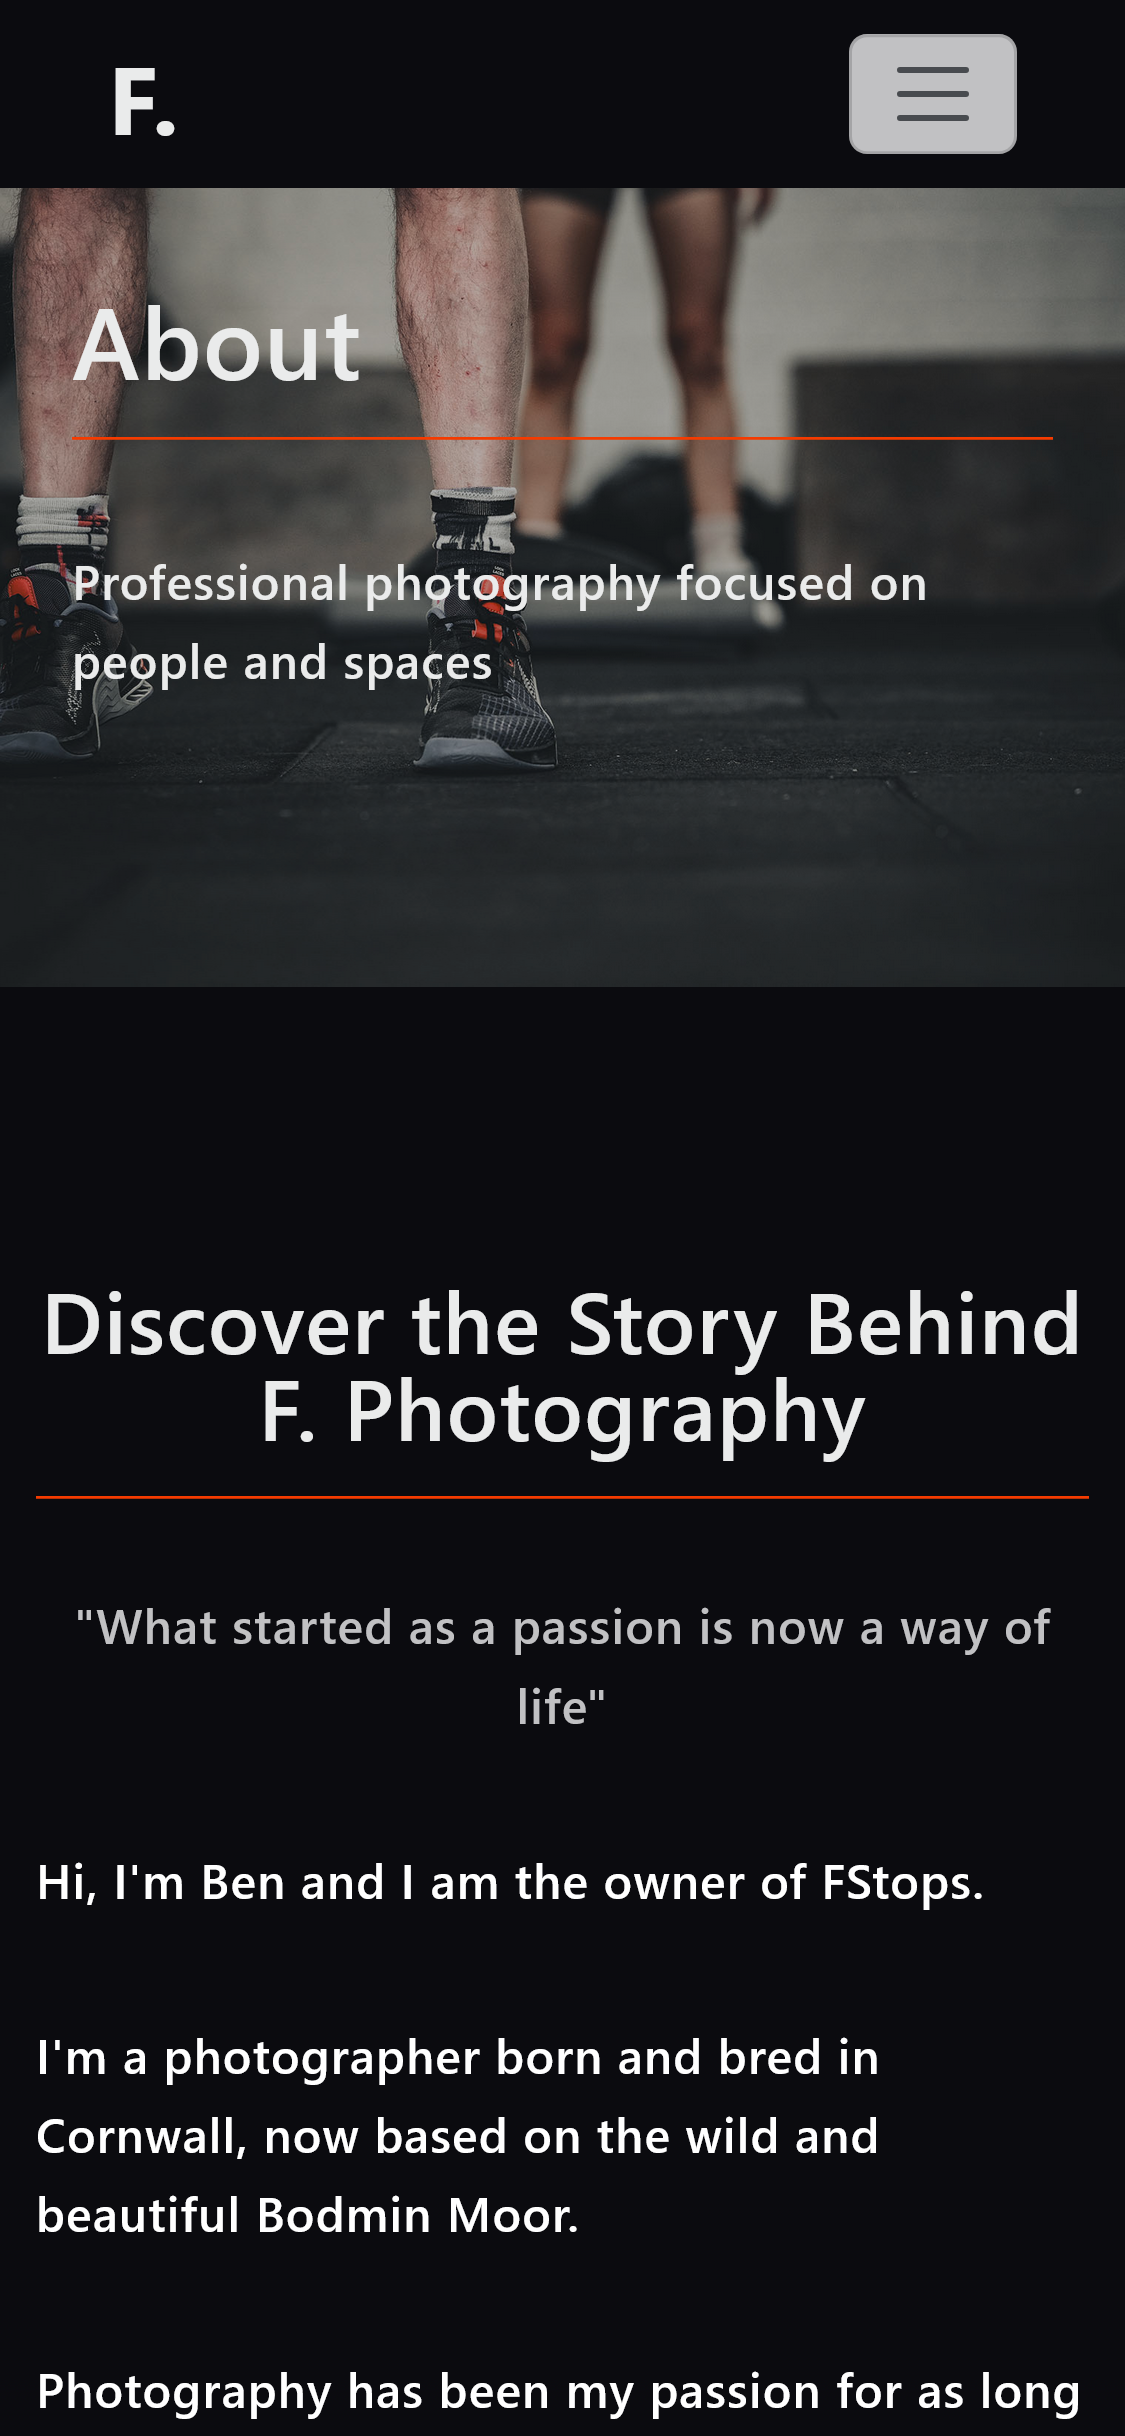 F.
About
Professional photography focused on
people and spaces
Discover the Story Behind
F. Photography
"What started as a passion is now a way of
life"
Hi, I'm Ben and I am the owner of FStops.
I'm a photographer born and bred in
Cornwall, now based on the wild and
beautiful Bodmin Moor.
Photography has been my passion for as long